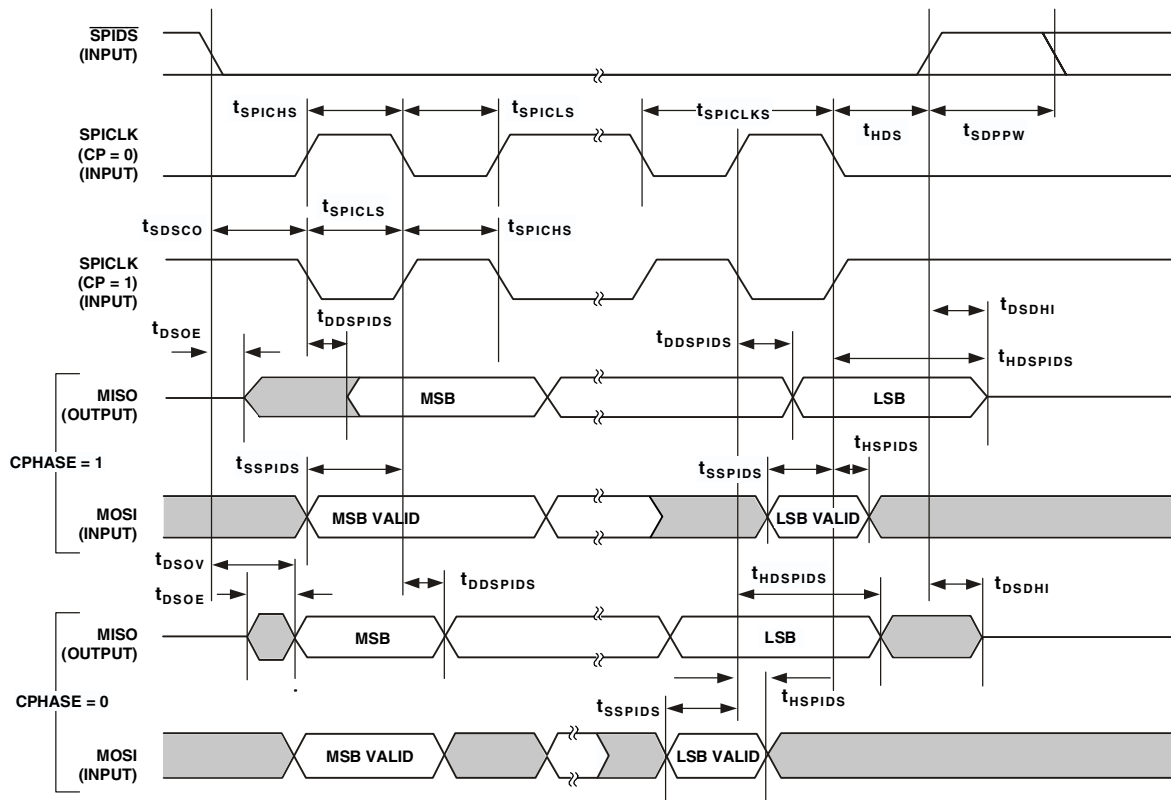 SPIDS
(INPUT)
tSPICHS
tSPICLS
tSPICLKS
tHDS
tSDPPW
SPICLK
(CP = 0)
(INPUT)
tSPICLS
tSDSCO
tSPICHS
SPICLK
(CP = 1)
(INPUT)
tDSOE
tDDSPIDS
tDDSPIDS
tDSDHI
tHDSPIDS
MISO
(OUTPUT)
MSB
LSB
CPHASE = 1
tSSPIDS
tSSPIDS
tHSPIDS
MOSI
(INPUT)
MSB VALID
LSB VALID
tDSOV
tDSOE
tDDSPIDS
tHDSPIDS
tDSDHI
MISO
(OUTPUT)
MSB
LSB
CPHASE = 0
tSSPIDS
tHSPIDS
MOSI
(INPUT)
MSB VALID
LSB VALID